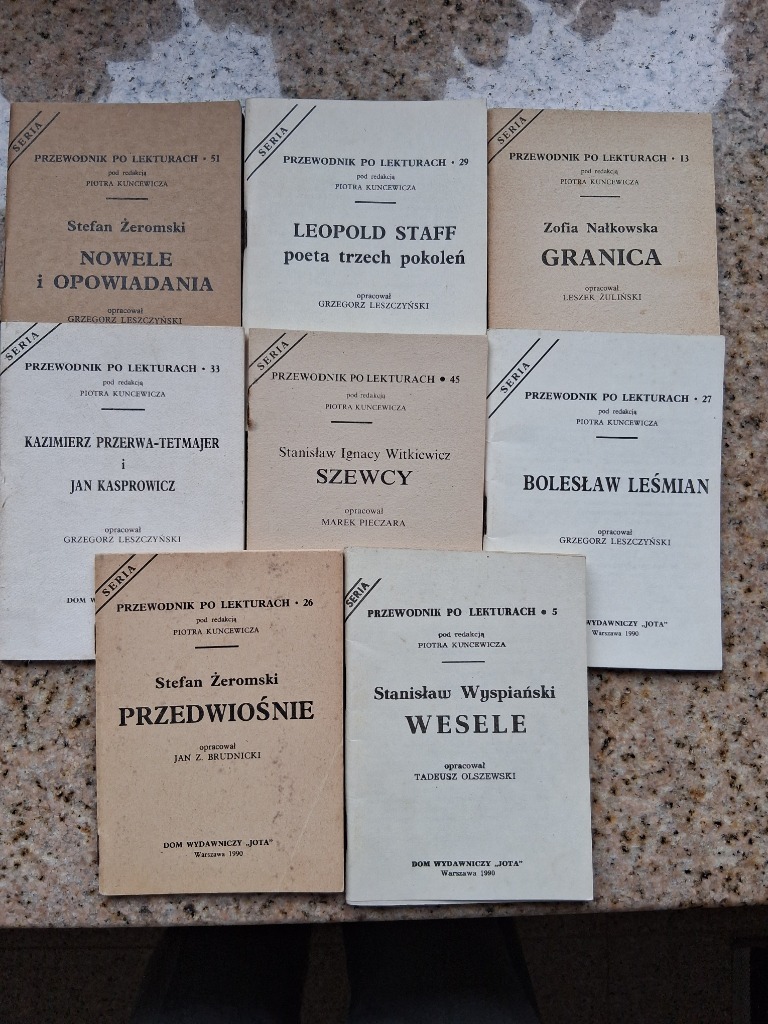 SERIA
PRZEWODNIK PO LEKTURACH • 51
pod redakcją
PIOTRA KUNCEWICZA
Stefan Żeromski
NOWELE
i OPOWIADANIA
opracował
GRZEGORZ LESZCZYŃSKI
SERIA
PRZEWODNIK PO LEKTURACH • 29
pod redakcją
PIOTRA KUNCEWICZA
LEOPOLD STAFF
poeta trzech pokoleń
opracował
GRZEGORZ LESZCZYŃSKI
SERIA
PRZEWODNIK PO LEKTURACH • 13
pod redakcją
PIOTRA KUNCEWICZA
Zofia Nałkowska
GRANICA
opracował
LESZEK ŻULIŃSKI
SERIA
PRZEWODNIK PO LEKTURACH • 33
pod redakcją
PIOTRA KUNCEWICZA
KAZIMIERZ PRZERWA-TETMAJER
i
JAN KASPROWICZ
opracował
GRZEGORZ LESZCZYŃSKI
DOM W
SERIA
PRZEWODNIK PO LEKTURACH • 45
pod redakcją
PIOTRA KUNCEWICZA
Stanisław Ignacy Witkiewicz
SZEWCY
opracował
MAREK PIECZARA
SERIA
PRZEWODNIK PO LEKTURACH • 27
pod redakcją
PIOTRA KUNCEWICZA
BOLESŁAW LEŚMIAN
opracował
GRZEGORZ LESZCZYŃSKI
WYDAWNICZY „JOTA"
Warszawa 1990
SERIA
PRZEWODNIK PO LEKTURACH • 26
pod redakcją
PIOTRA KUNCEWICZA
Stefan Żeromski
PRZEDWIOŚNIE
opracował
JAN Z. BRUDNICKI
DOM WYDAWNICZY „JOTA"
Warszawa 1990
SERIA
PRZEWODNIK PO LEKTURACH • 5
pod redakcją
PIOTRA KUNCEWICZA
Stanisław Wyspiański
WESELE
opracował
TADEUSZ OLSZEWSKI
DOM WYDAWNICZY „JOTA"
Warszawa 1990